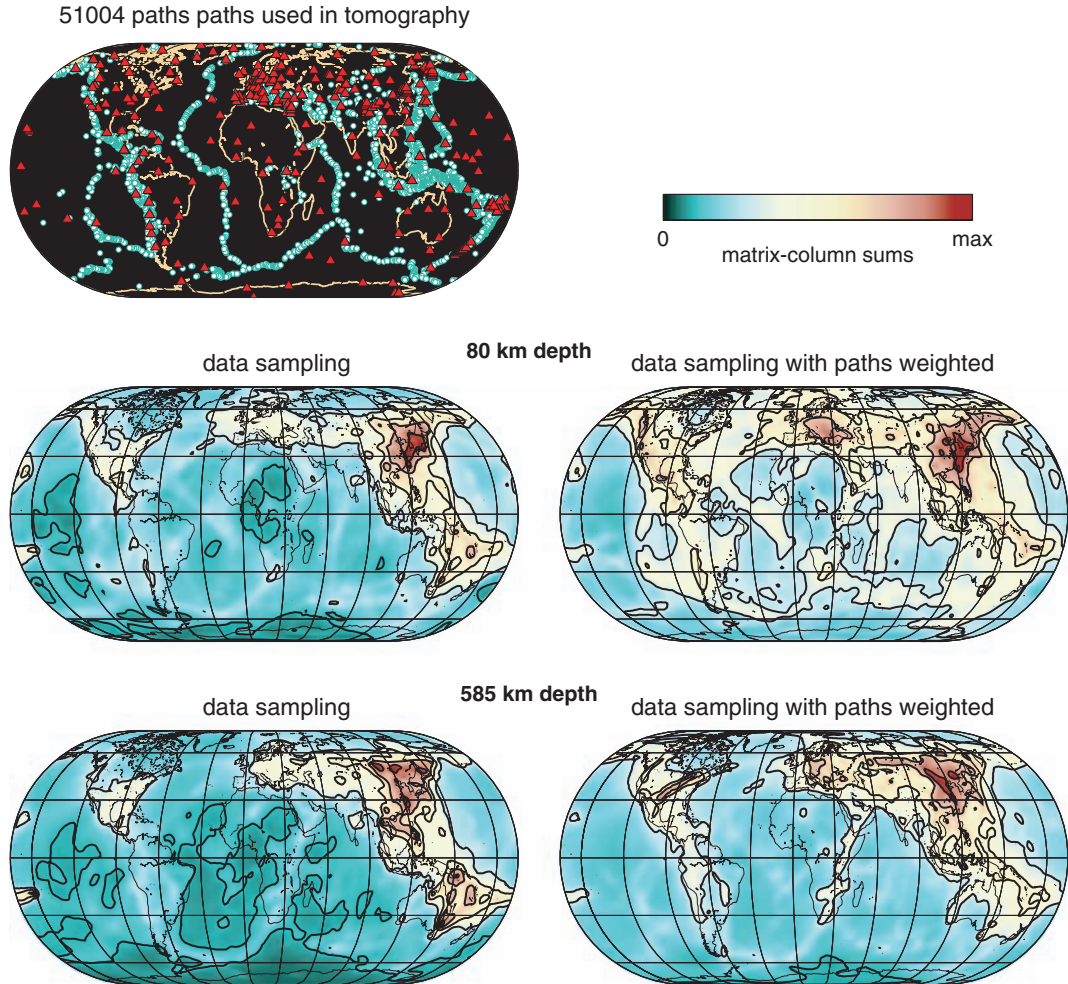 51004 paths paths used in tomography
0
max
matrix-column sums
80 km depth
data sampling
data sampling with paths weighted
585 km depth
data sampling
data sampling with paths weighted